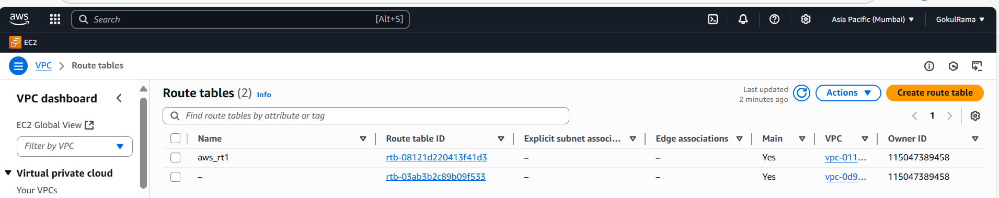 aws
Search
[Alt+S]
Asia Pacific (Mumbai)
GokulRama
EC2
VPC
Route tables
VPC dashboard
EC2 Global View
Filter by VPC
Virtual private cloud
Your VPCs
Route tables (2) Info
Last updated
2 minutes ago
Actions
Create route table
Find route tables by attribute or tag
1
Name Route table ID Explicit subnet associ... Edge associations Main VPC Owner ID
aws_rt1 rtb-08121d220413f41d3 – – Yes vpc-011... 115047389458
– rtb-03ab3b2c89b09f533 – – Yes vpc-0d9... 115047389458